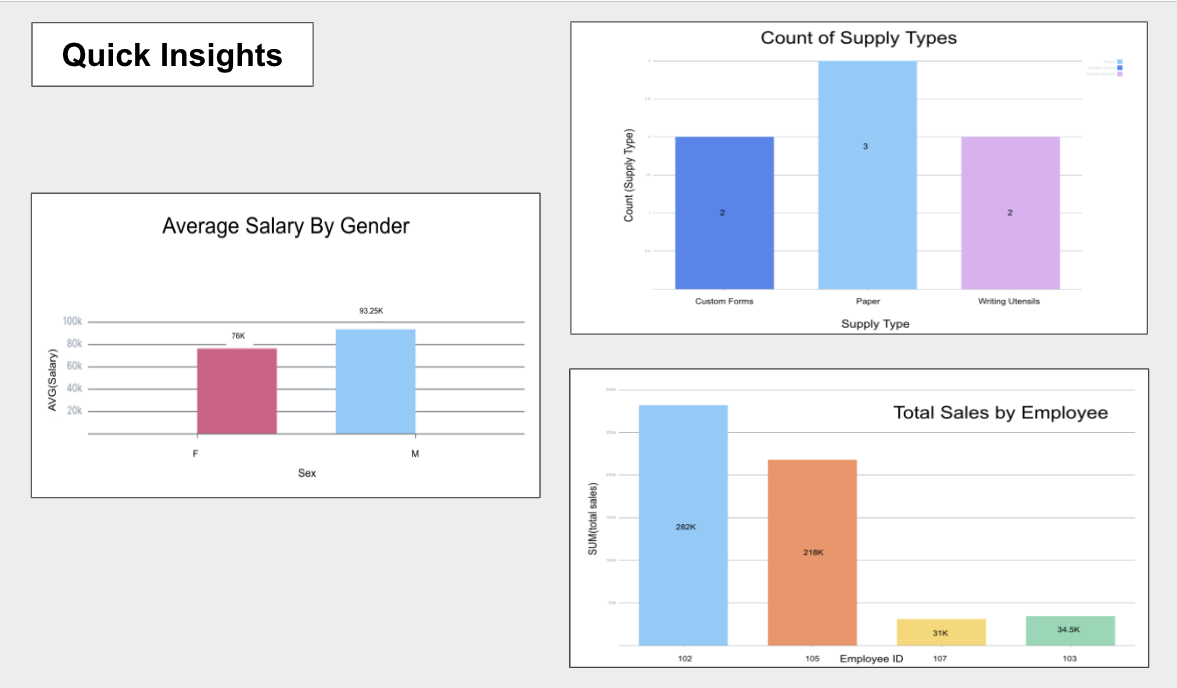 Quick Insights
Average Salary By Gender
100k
80k
60k
40k
20k
AVG(Salary)
76K
93.25K
F
M
Sex
Count of Supply Types
Count (Supply Type)
2
3
2
Custom Forms
Paper
Writing Utensils
Supply Type
Total Sales by Employee
SUM(total sales)
282K
218K
31K
34.5K
102
105
Employee ID
107
103